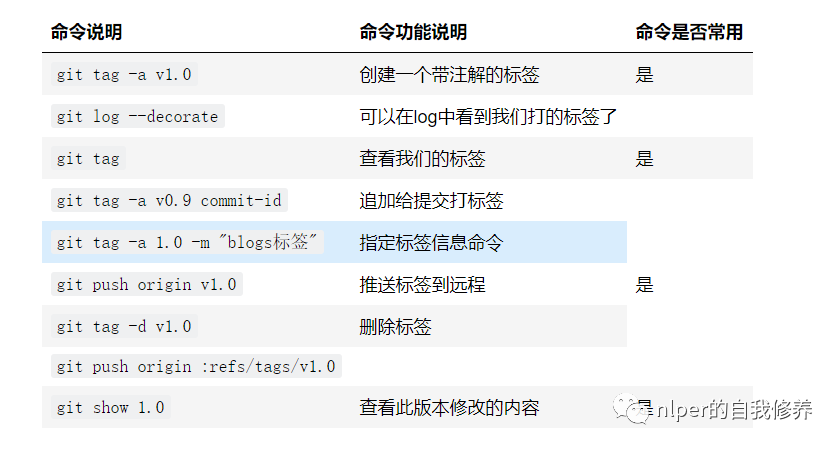 命令说明 命令功能说明 命令是否常用
git tag -a v1.0 创建一个带注解的标签 是
git log --decorate 可以在log中看到我们打的标签了
git tag 查看我们的标签 是
git tag -a v0.9 commit-id 追加给提交打标签
git tag -a 1.0 -m "blogs标签" 指定标签信息命令
git push origin v1.0 推送标签到远程 是
git tag -d v1.0 删除标签
git push origin :refs/tags/v1.0
git show 1.0 查看此版本修改的内容 是
nlper的自我修养